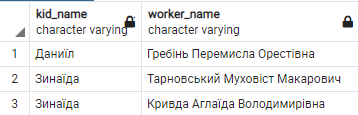 kid_name worker_name
character varying character varying
1 Даниїл Гребінь Перемисла Орестівна
2 Зинаїда Тарновський Муховіст Макарович
3 Зинаїда Кривда Аглаїда Володимирівна